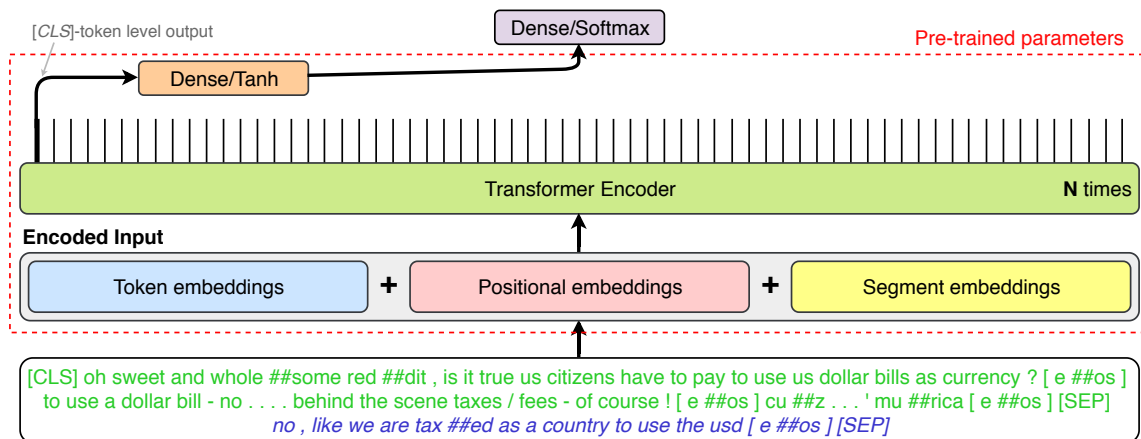 [CLS]-token level output
Dense/Softmax
Pre-trained parameters
Dense/Tanh
Transformer Encoder
N times
Encoded Input
Token embeddings + Positional embeddings + Segment embeddings
[CLS] oh sweet and whole ##some red ##dit , is it true us citizens have to pay to use us dollar bills as currency ? [ e ##os ]
to use a dollar bill - no . . . . behind the scene taxes / fees - of course ! [ e ##os ] cu ##z . . . ' mu ##rica [ e ##os ] [SEP]
no , like we are tax ##ed as a country to use the usd [ e ##os ] [SEP]